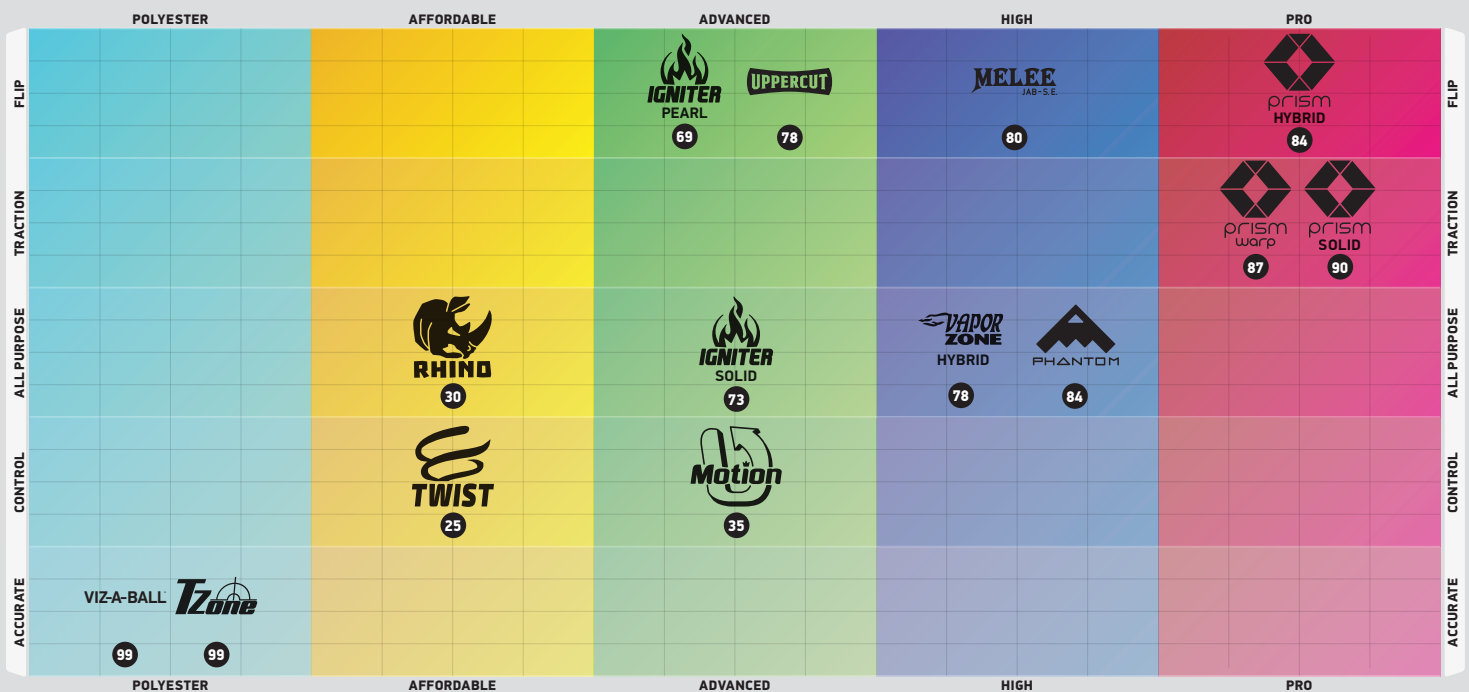 POLYESTER AFFORDABLE ADVANCED HIGH PRO
FLIP
IGNITER
PEARL
69
UPPERCUT
78
MELEE
JAB-S.E.
80
prism
HYBRID
84
FLIP
TRACTION
prism
warp
87
prism
SOLID
90
TRACTION
ALL PURPOSE
RHINO
30
IGNITER
SOLID
73
VAPOR
ZONE
HYBRID
78
PHANTOM
84
ALL PURPOSE
CONTROL
TWIST
25
Motion
35
CONTROL
ACCURATE
VIZ-A-BALL
99
TZone
99
ACCURATE
POLYESTER AFFORDABLE ADVANCED HIGH PRO